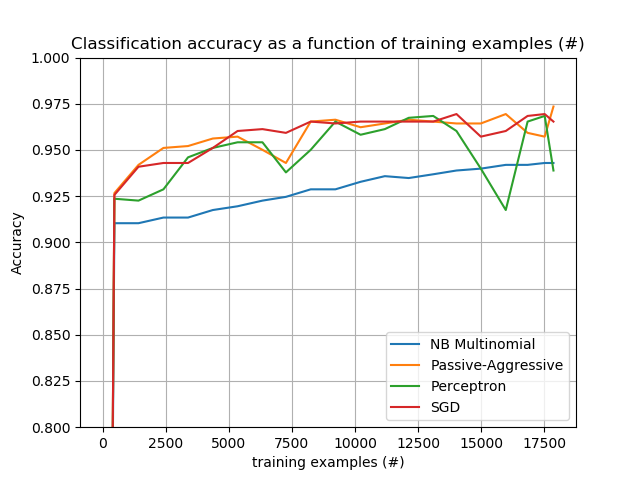 Classification accuracy as a function of training examples (#)
1.000
0.975
0.950
0.925
0.900
0.875
0.850
0.825
0.800
Accuracy
NB Multinomial
Passive-Aggressive
Perceptron
SGD
0 2500 5000 7500 10000 12500 15000 17500
training examples (#)